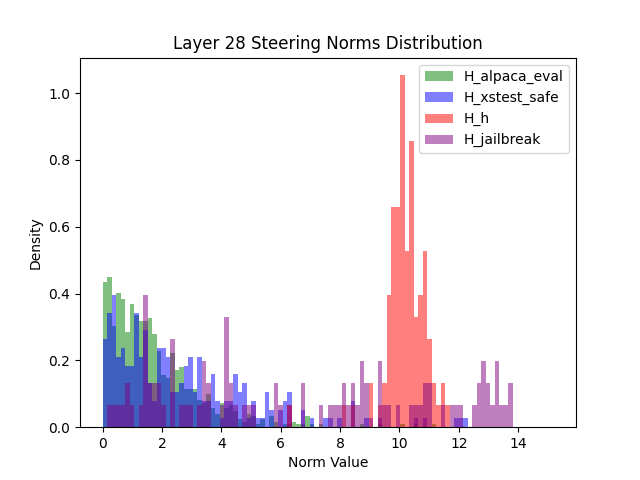 Layer 28 Steering Norms Distribution
H_alpaca_eval
H_xstest_safe
H_h
H_jailbreak
Density
1.0
0.8
0.6
0.4
0.2
0.0
0 2 4 6 8 10 12 14
Norm Value